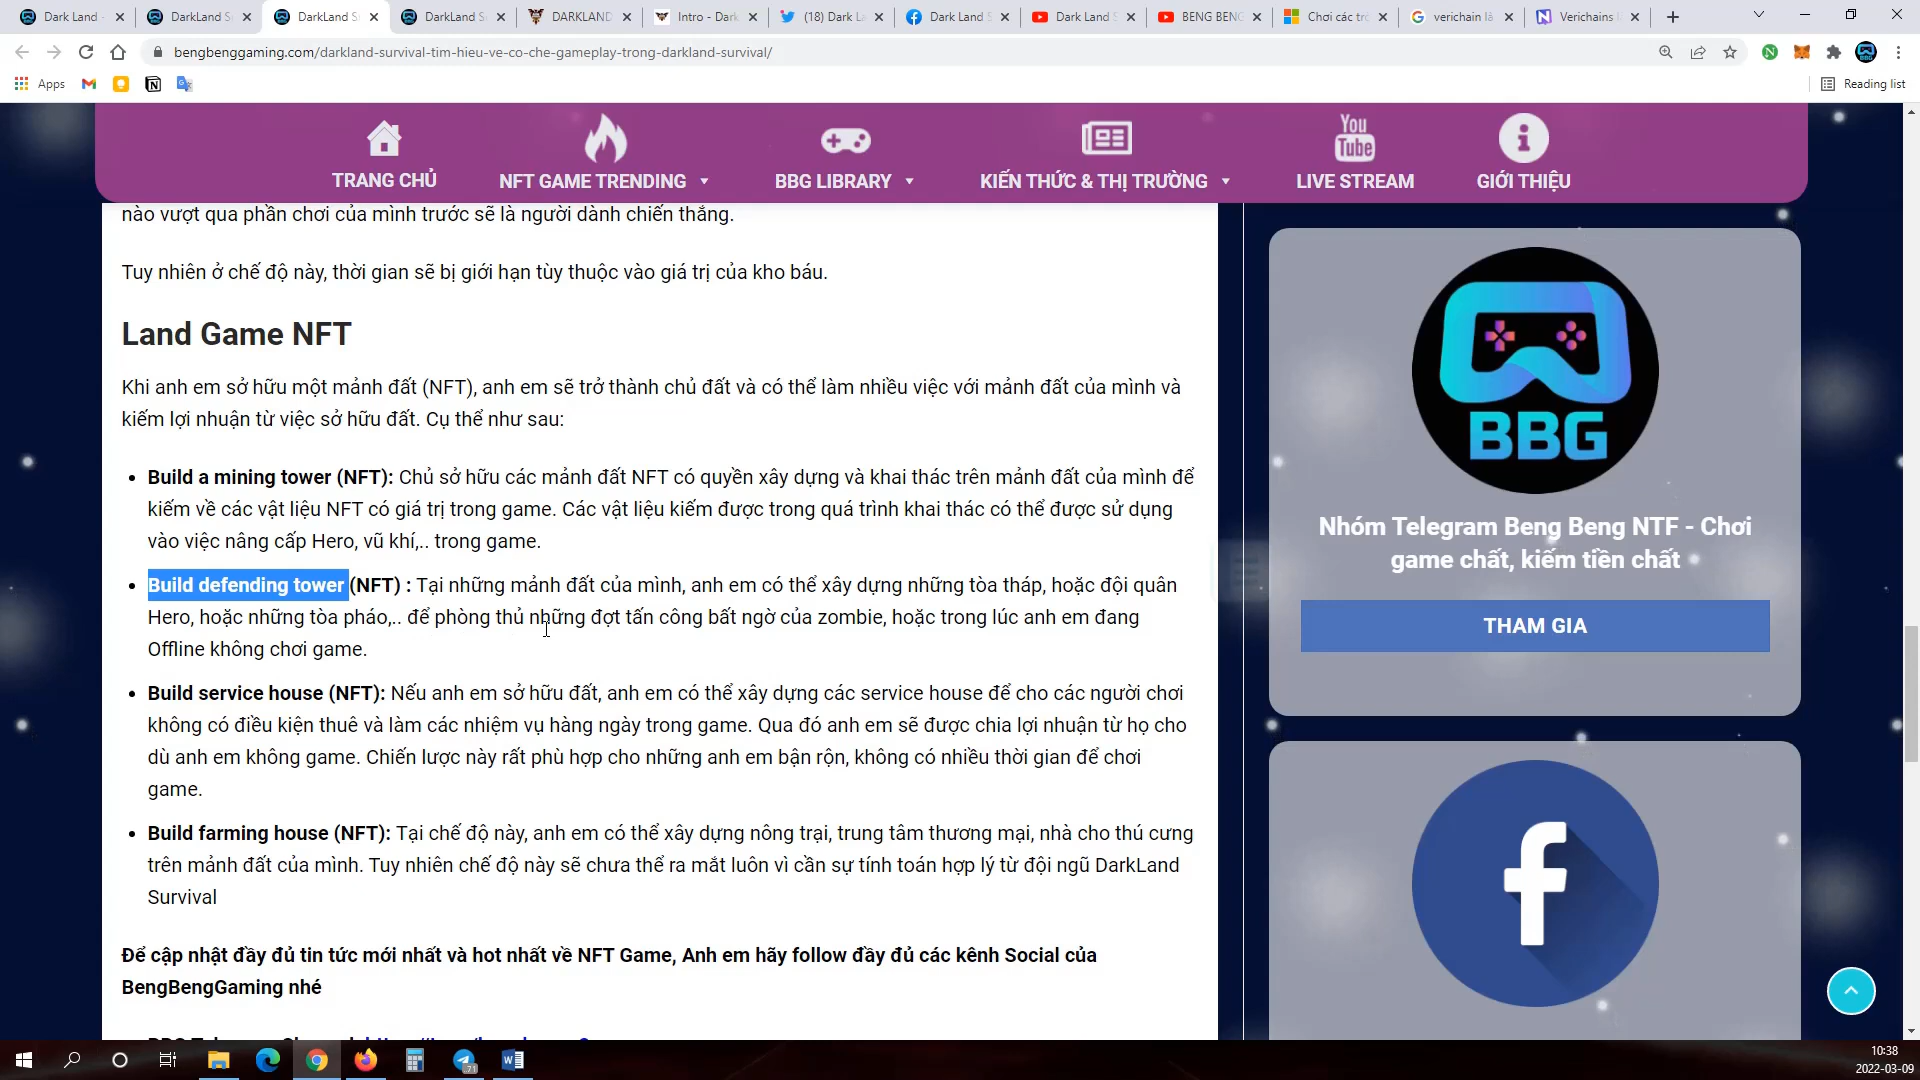 Dark Land -
DarkLand S
DarkLand S
DarkLand S
DARKLAND
Intro - Dark
(18) Dark La
Dark Land S
Dark Land S
BENG BENG
Chơi các trò
verichain là
Verichains
bengbenggaming.com/darkland-survival-tim-hieu-ve-co-che-gameplay-trong-darkland-survival/
Apps
Reading list
TRANG CHỦ
NFT GAME TRENDING
BBG LIBRARY
KIẾN THỨC & THỊ TRƯỜNG
You
Tube
LIVE STREAM
GIỚI THIỆU
nào vượt qua phần chơi của mình trước sẽ là người dành chiến thắng.
Tuy nhiên ở chế độ này, thời gian sẽ bị giới hạn tùy thuộc vào giá trị của kho báu.
Land Game NFT
Khi anh em sở hữu một mảnh đất (NFT), anh em sẽ trở thành chủ đất và có thể làm nhiều việc với mảnh đất của mình và
kiếm lợi nhuận từ việc sở hữu đất. Cụ thể như sau:
• Build a mining tower (NFT): Chủ sở hữu các mảnh đất NFT có quyền xây dựng và khai thác trên mảnh đất của mình để
kiếm về các vật liệu NFT có giá trị trong game. Các vật liệu kiếm được trong quá trình khai thác có thể được sử dụng
vào việc nâng cấp Hero, vũ khí,.. trong game.
• Build defending tower (NFT) : Tại những mảnh đất của mình, anh em có thể xây dựng những tòa tháp, hoặc đội quân
Hero, hoặc những tòa pháo,.. để phòng thủ những đợt tấn công bất ngờ của zombie, hoặc trong lúc anh em đang
Offline không chơi game.
• Build service house (NFT): Nếu anh em sở hữu đất, anh em có thể xây dựng các service house để cho các người chơi
không có điều kiện thuê và làm các nhiệm vụ hàng ngày trong game. Qua đó anh em sẽ được chia lợi nhuận từ họ cho
dù anh em không game. Chiến lược này rất phù hợp cho những anh em bận rộn, không có nhiều thời gian để chơi
game.
• Build farming house (NFT): Tại chế độ này, anh em có thể xây dựng nông trại, trung tâm thương mại, nhà cho thú cưng
trên mảnh đất của mình. Tuy nhiên chế độ này sẽ chưa thể ra mắt luôn vì cần sự tính toán hợp lý từ đội ngũ DarkLand
Survival
Để cập nhật đầy đủ tin tức mới nhất và hot nhất về NFT Game, Anh em hãy follow đầy đủ các kênh Social của
BengBengGaming nhé
BBG
Nhóm Telegram Beng Beng NTF - Chơi
game chất, kiếm tiền chất
THAM GIA
71
10:38
2022-03-09